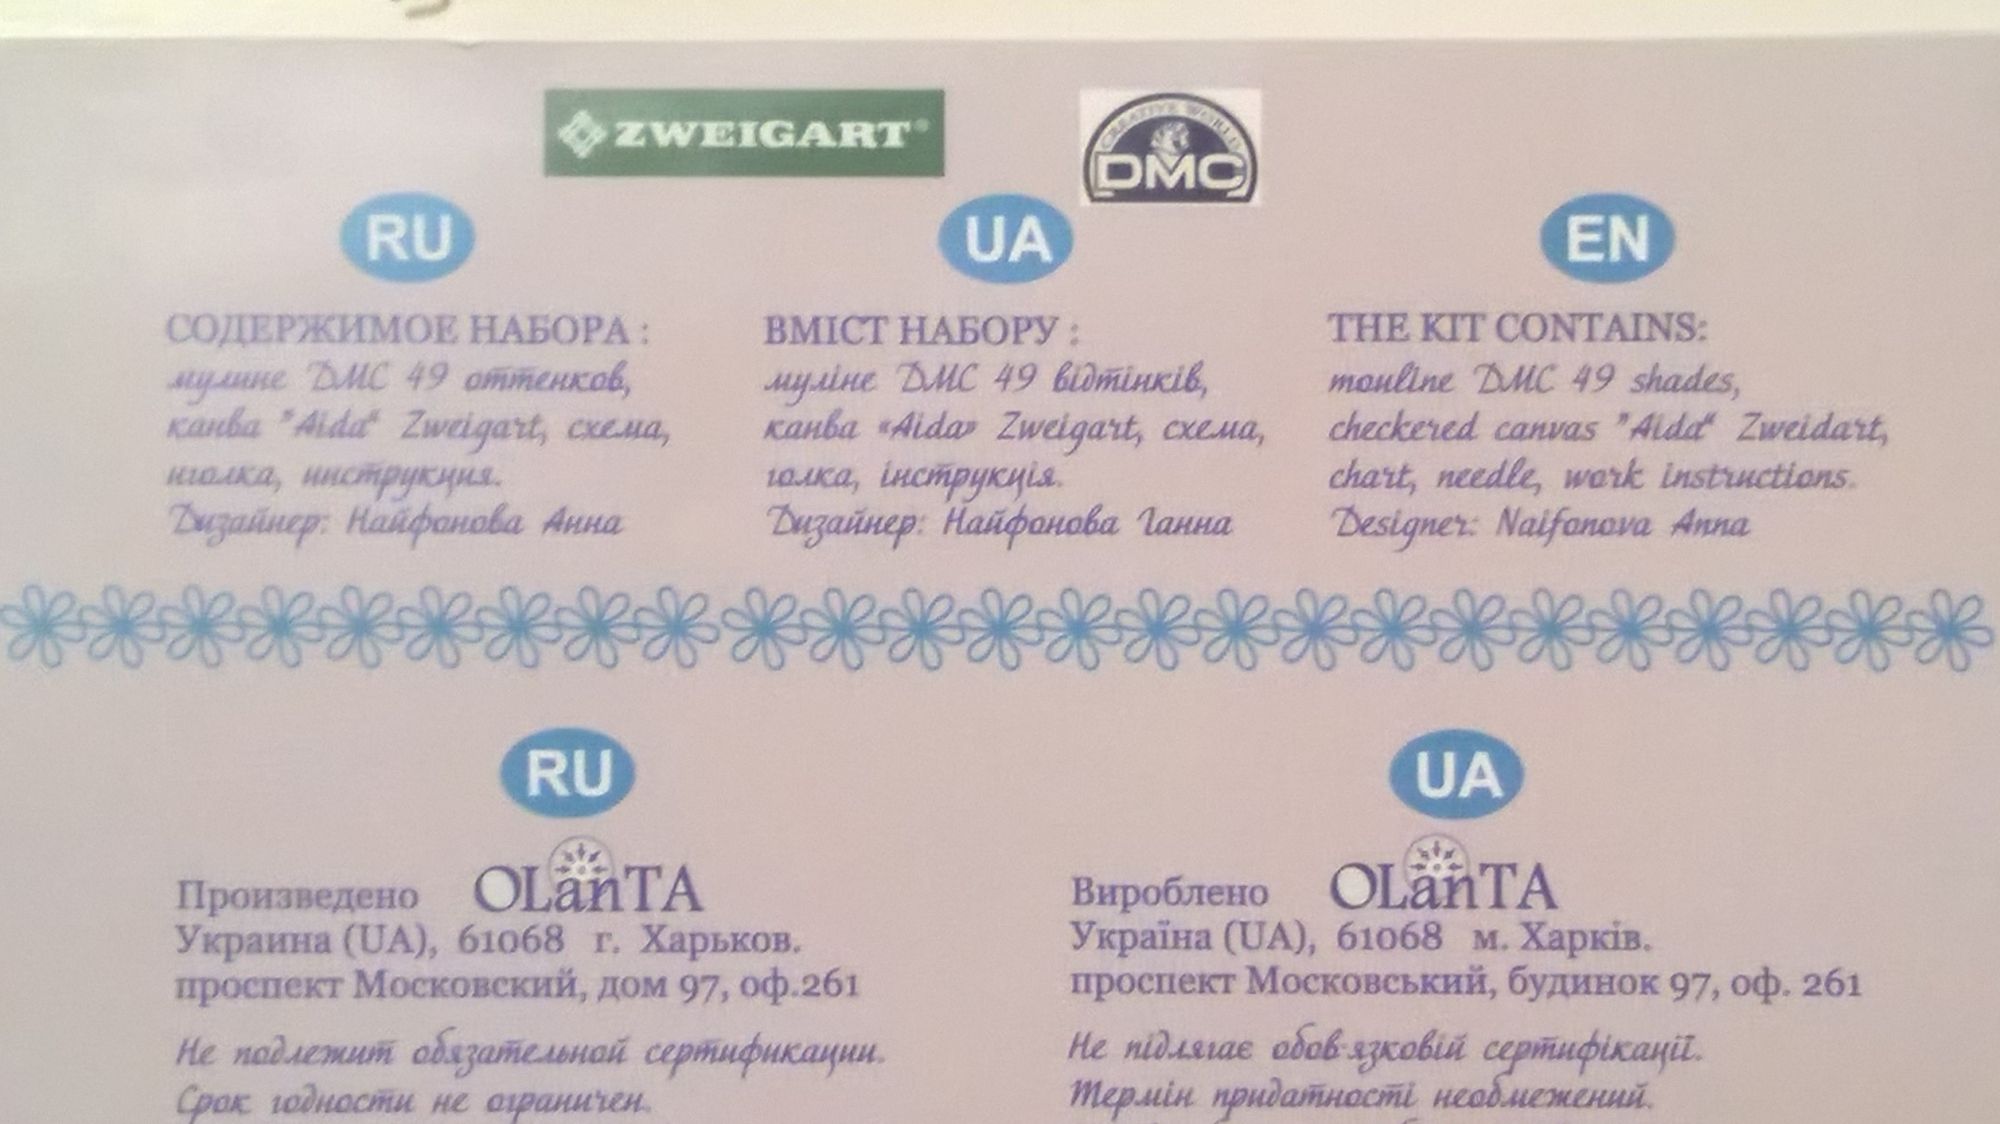 ZWEIGART®
CREATIVE WORLD
DMC
RU
СОДЕРЖИМОЕ НАБОРА :
мулине DMC 49 оттенков,
канва "Aida" Zweigart, схема,
иголка, инструкция.
Дизайнер: Найфонова Анна
UA
ВМІСТ НАБОРУ :
муліне DMC 49 відтінків,
канва «Aida» Zweigart, схема,
голка, інструкція.
Дизайнер: Найфонова Ганна
EN
THE KIT CONTAINS:
mouline DMC 49 shades,
checkered canvas "Aida" Zweidart,
chart, needle, work instructions.
Designer: Naifonova Anna
RU
Произведено OLanTA
Украина (UA), 61068 г. Харьков.
проспект Московский, дом 97, оф.261
Не подлежит обязательной сертификации.
Срок годности не ограничен.
UA
Вироблено OLanTA
Україна (UA), 61068 м. Харків.
проспект Московський, будинок 97, оф. 261
Не підлягає обов'язковій сертифікації.
Термін придатності необмежений.